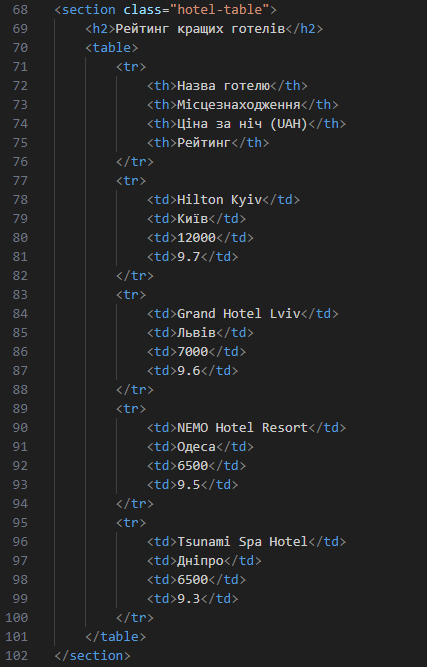 68 <section class="hotel-table">
69     <h2>Рейтинг кращих готелів</h2>
70     <table>
71         <tr>
72             <th>Назва готелю</th>
73             <th>Місцезнаходження</th>
74             <th>Ціна за ніч (UAH)</th>
75             <th>Рейтинг</th>
76         </tr>
77         <tr>
78             <td>Hilton Kyiv</td>
79             <td>Київ</td>
80             <td>12000</td>
81             <td>9.7</td>
82         </tr>
83         <tr>
84             <td>Grand Hotel Lviv</td>
85             <td>Львів</td>
86             <td>7000</td>
87             <td>9.6</td>
88         </tr>
89         <tr>
90             <td>NEMO Hotel Resort</td>
91             <td>Одеса</td>
92             <td>6500</td>
93             <td>9.5</td>
94         </tr>
95         <tr>
96             <td>Tsunami Spa Hotel</td>
97             <td>Дніпро</td>
98             <td>6500</td>
99             <td>9.3</td>
100         </tr>
101     </table>
102 </section>